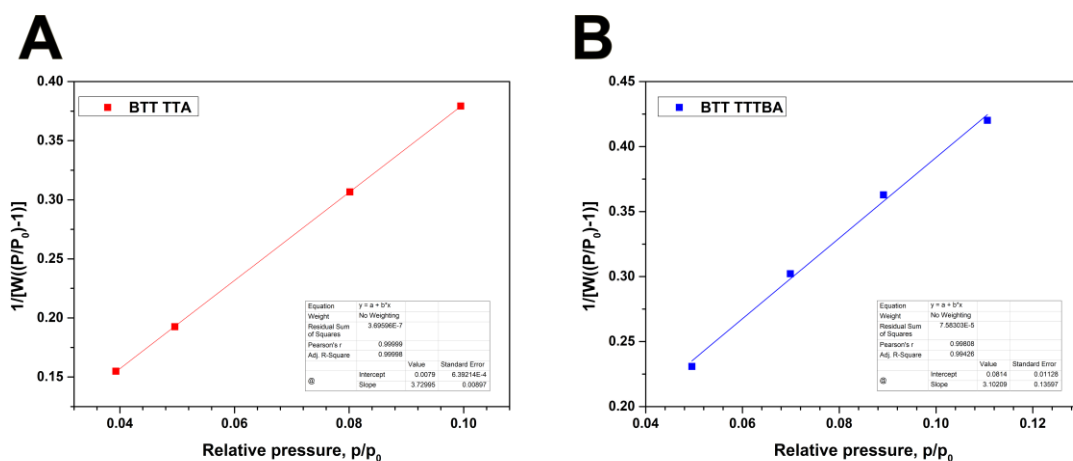 A
BTT TTA
1/[W((P/P0)-1)]
0.40
0.35
0.30
0.25
0.20
0.15
0.04
0.06
0.08
0.10
Relative pressure, p/p0
Equation y = a + b*x
Weight No Weighting
Residual Sum of Squares 3.69596E-7
Pearson's r 0.99999
Adj. R-Square 0.99998
Value Standard Error
@ Intercept 0.0079 6.39214E-4
Slope 3.72995 0.00897
B
BTT TTTBA
1/[W((P/P0)-1)]
0.45
0.40
0.35
0.30
0.25
0.20
0.04
0.06
0.08
0.10
0.12
Relative pressure, p/p0
Equation y = a + b*x
Weight No Weighting
Residual Sum of Squares 7.58303E-5
Pearson's r 0.99808
Adj. R-Square 0.99426
Value Standard Error
@ Intercept 0.0814 0.01128
Slope 3.10209 0.13597